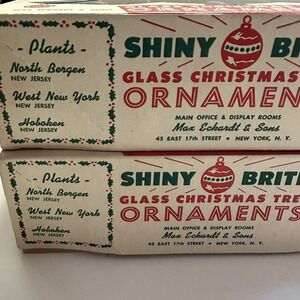 - Plants -
North Bergen
NEW JERSEY
West New York
NEW JERSEY
Hoboken
NEW JERSEY
SHINY BRI
GLASS CHRISTMAS
ORNAMEN
MAIN OFFICE & DISPLAY ROOMS
Max Eckardt & Sons
45 EAST 17th STREET • NEW YORK, N. Y.
- Plants -
North Bergen
NEW JERSEY
West New York
NEW JERSEY
Hoboken
NEW JERSEY
SHINY BRITE
GLASS CHRISTMAS TREE
ORNAMENTS
MAIN OFFICE & DISPLAY ROOMS
Max Eckardt & Sons
45 EAST 17th STREET • NEW YORK, N. Y.